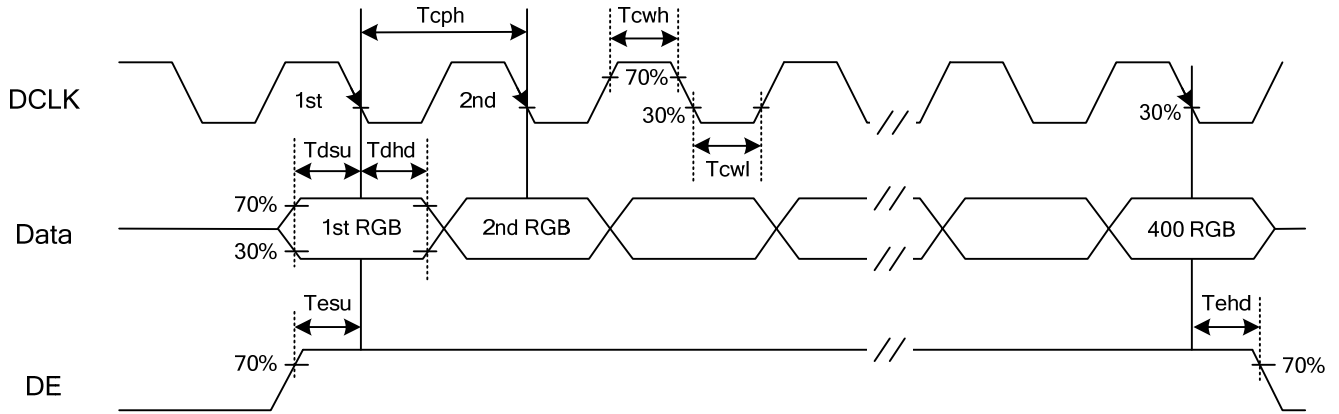 Tcph
Tcwh
DCLK
1st
2nd
70%
30%
30%
Tcwl
Tdsu
Tdhd
Data
70%
30%
1st RGB
2nd RGB
400 RGB
Tesu
Tehd
70%
70%
DE